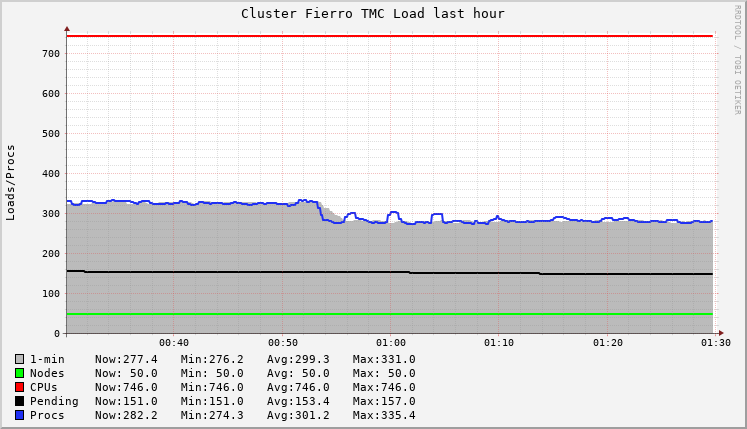 Cluster Fierro TMC Load last hour
RRDTOOL / TOBI OETIKER
Loads/Procs
700
600
500
400
300
200
100
0
00:40 00:50 01:00 01:10 01:20 01:30
1-min Now:277.4 Min:276.2 Avg:299.3 Max:331.0
Nodes Now: 50.0 Min: 50.0 Avg: 50.0 Max: 50.0
CPUs Now:746.0 Min:746.0 Avg:746.0 Max:746.0
Pending Now:151.0 Min:151.0 Avg:153.4 Max:157.0
Procs Now:282.2 Min:274.3 Avg:301.2 Max:335.4